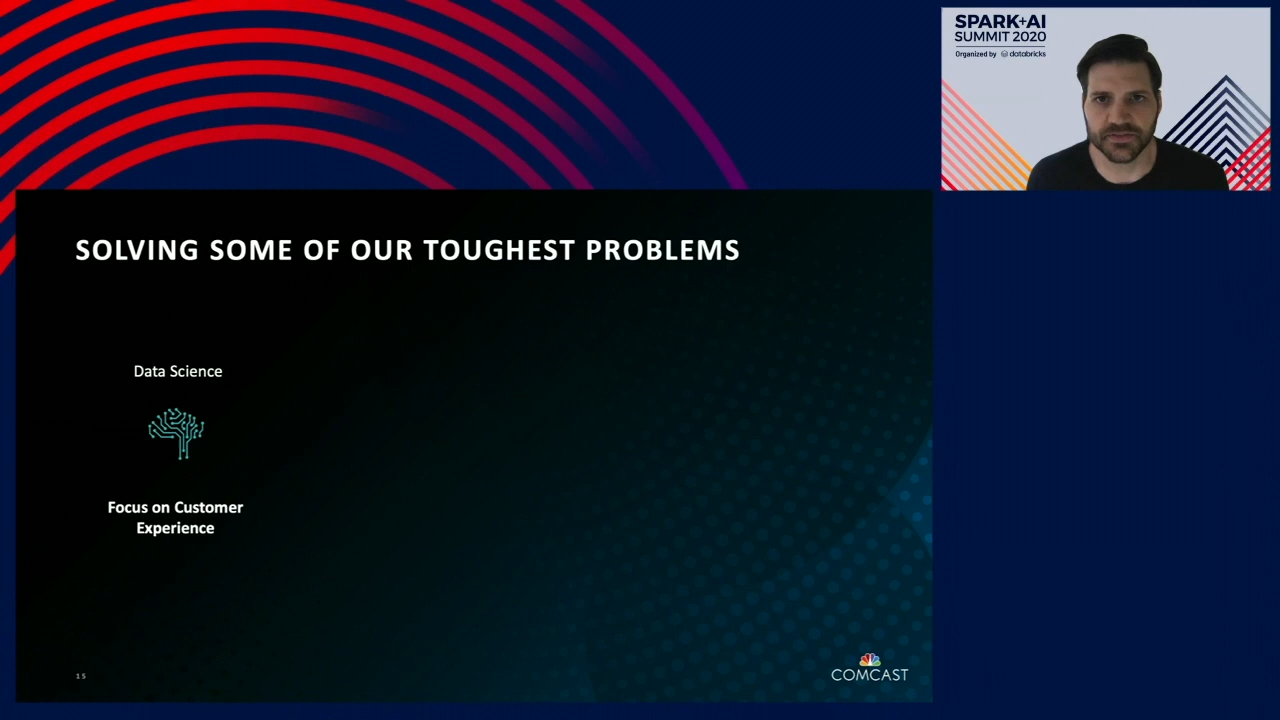 SPARK+AI
SUMMIT 2020
Organized by databricks
SOLVING SOME OF OUR TOUGHEST PROBLEMS
Data Science
Focus on Customer
Experience
15
COMCAST